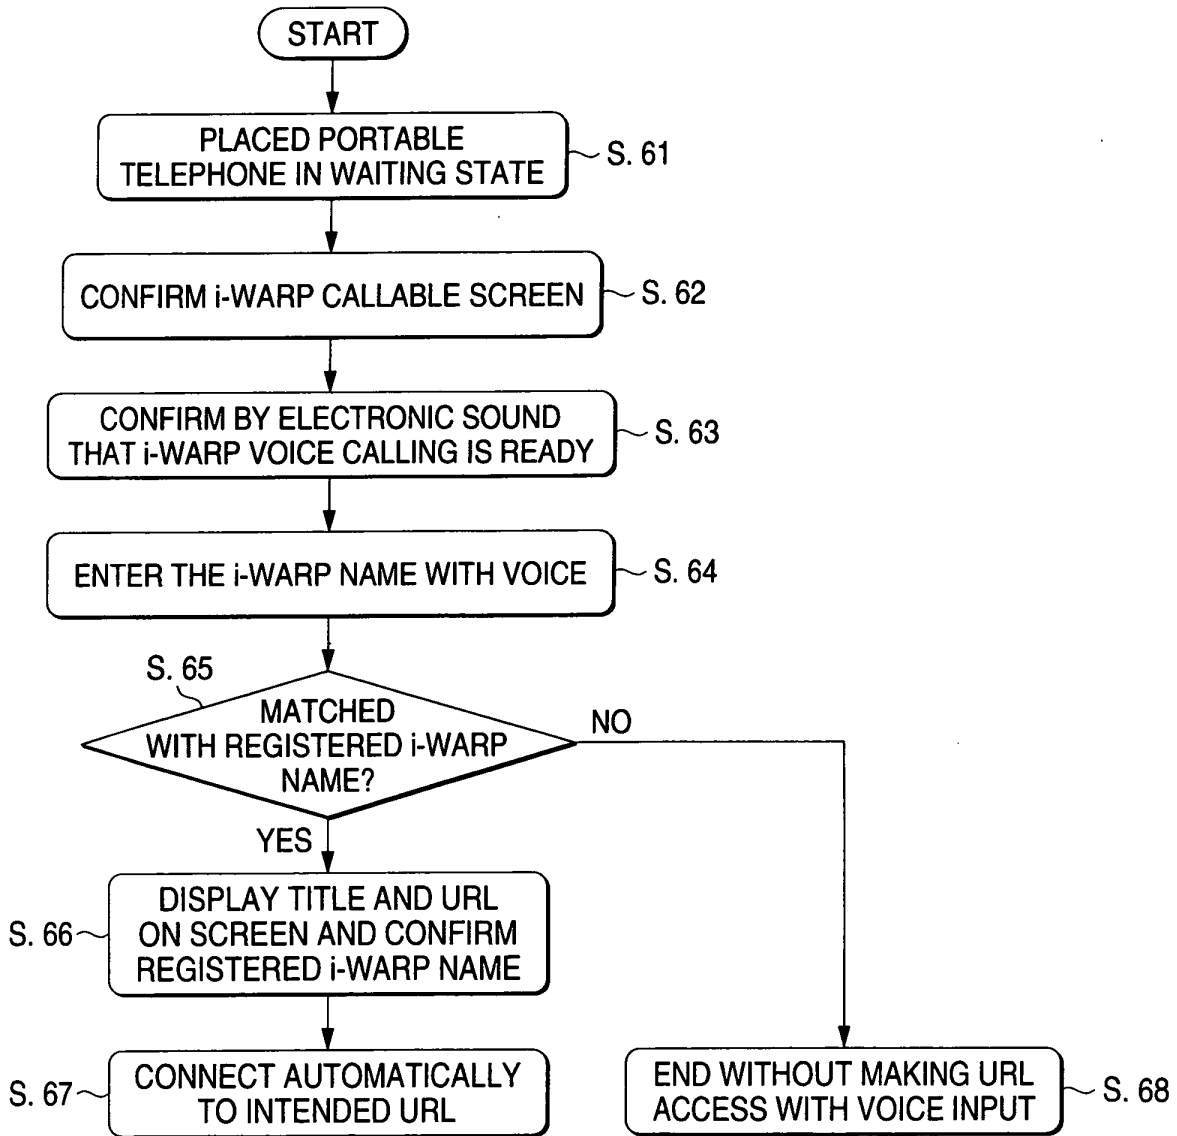 START
PLACED PORTABLE
TELEPHONE IN WAITING STATE
S. 61
CONFIRM i-WARP CALLABLE SCREEN
S. 62
CONFIRM BY ELECTRONIC SOUND
THAT i-WARP VOICE CALLING IS READY
S. 63
ENTER THE i-WARP NAME WITH VOICE
S. 64
S. 65
MATCHED
WITH REGISTERED i-WARP
NAME?
NO
YES
DISPLAY TITLE AND URL
ON SCREEN AND CONFIRM
REGISTERED i-WARP NAME
S. 66
CONNECT AUTOMATICALLY
TO INTENDED URL
S. 67
END WITHOUT MAKING URL
ACCESS WITH VOICE INPUT
S. 68